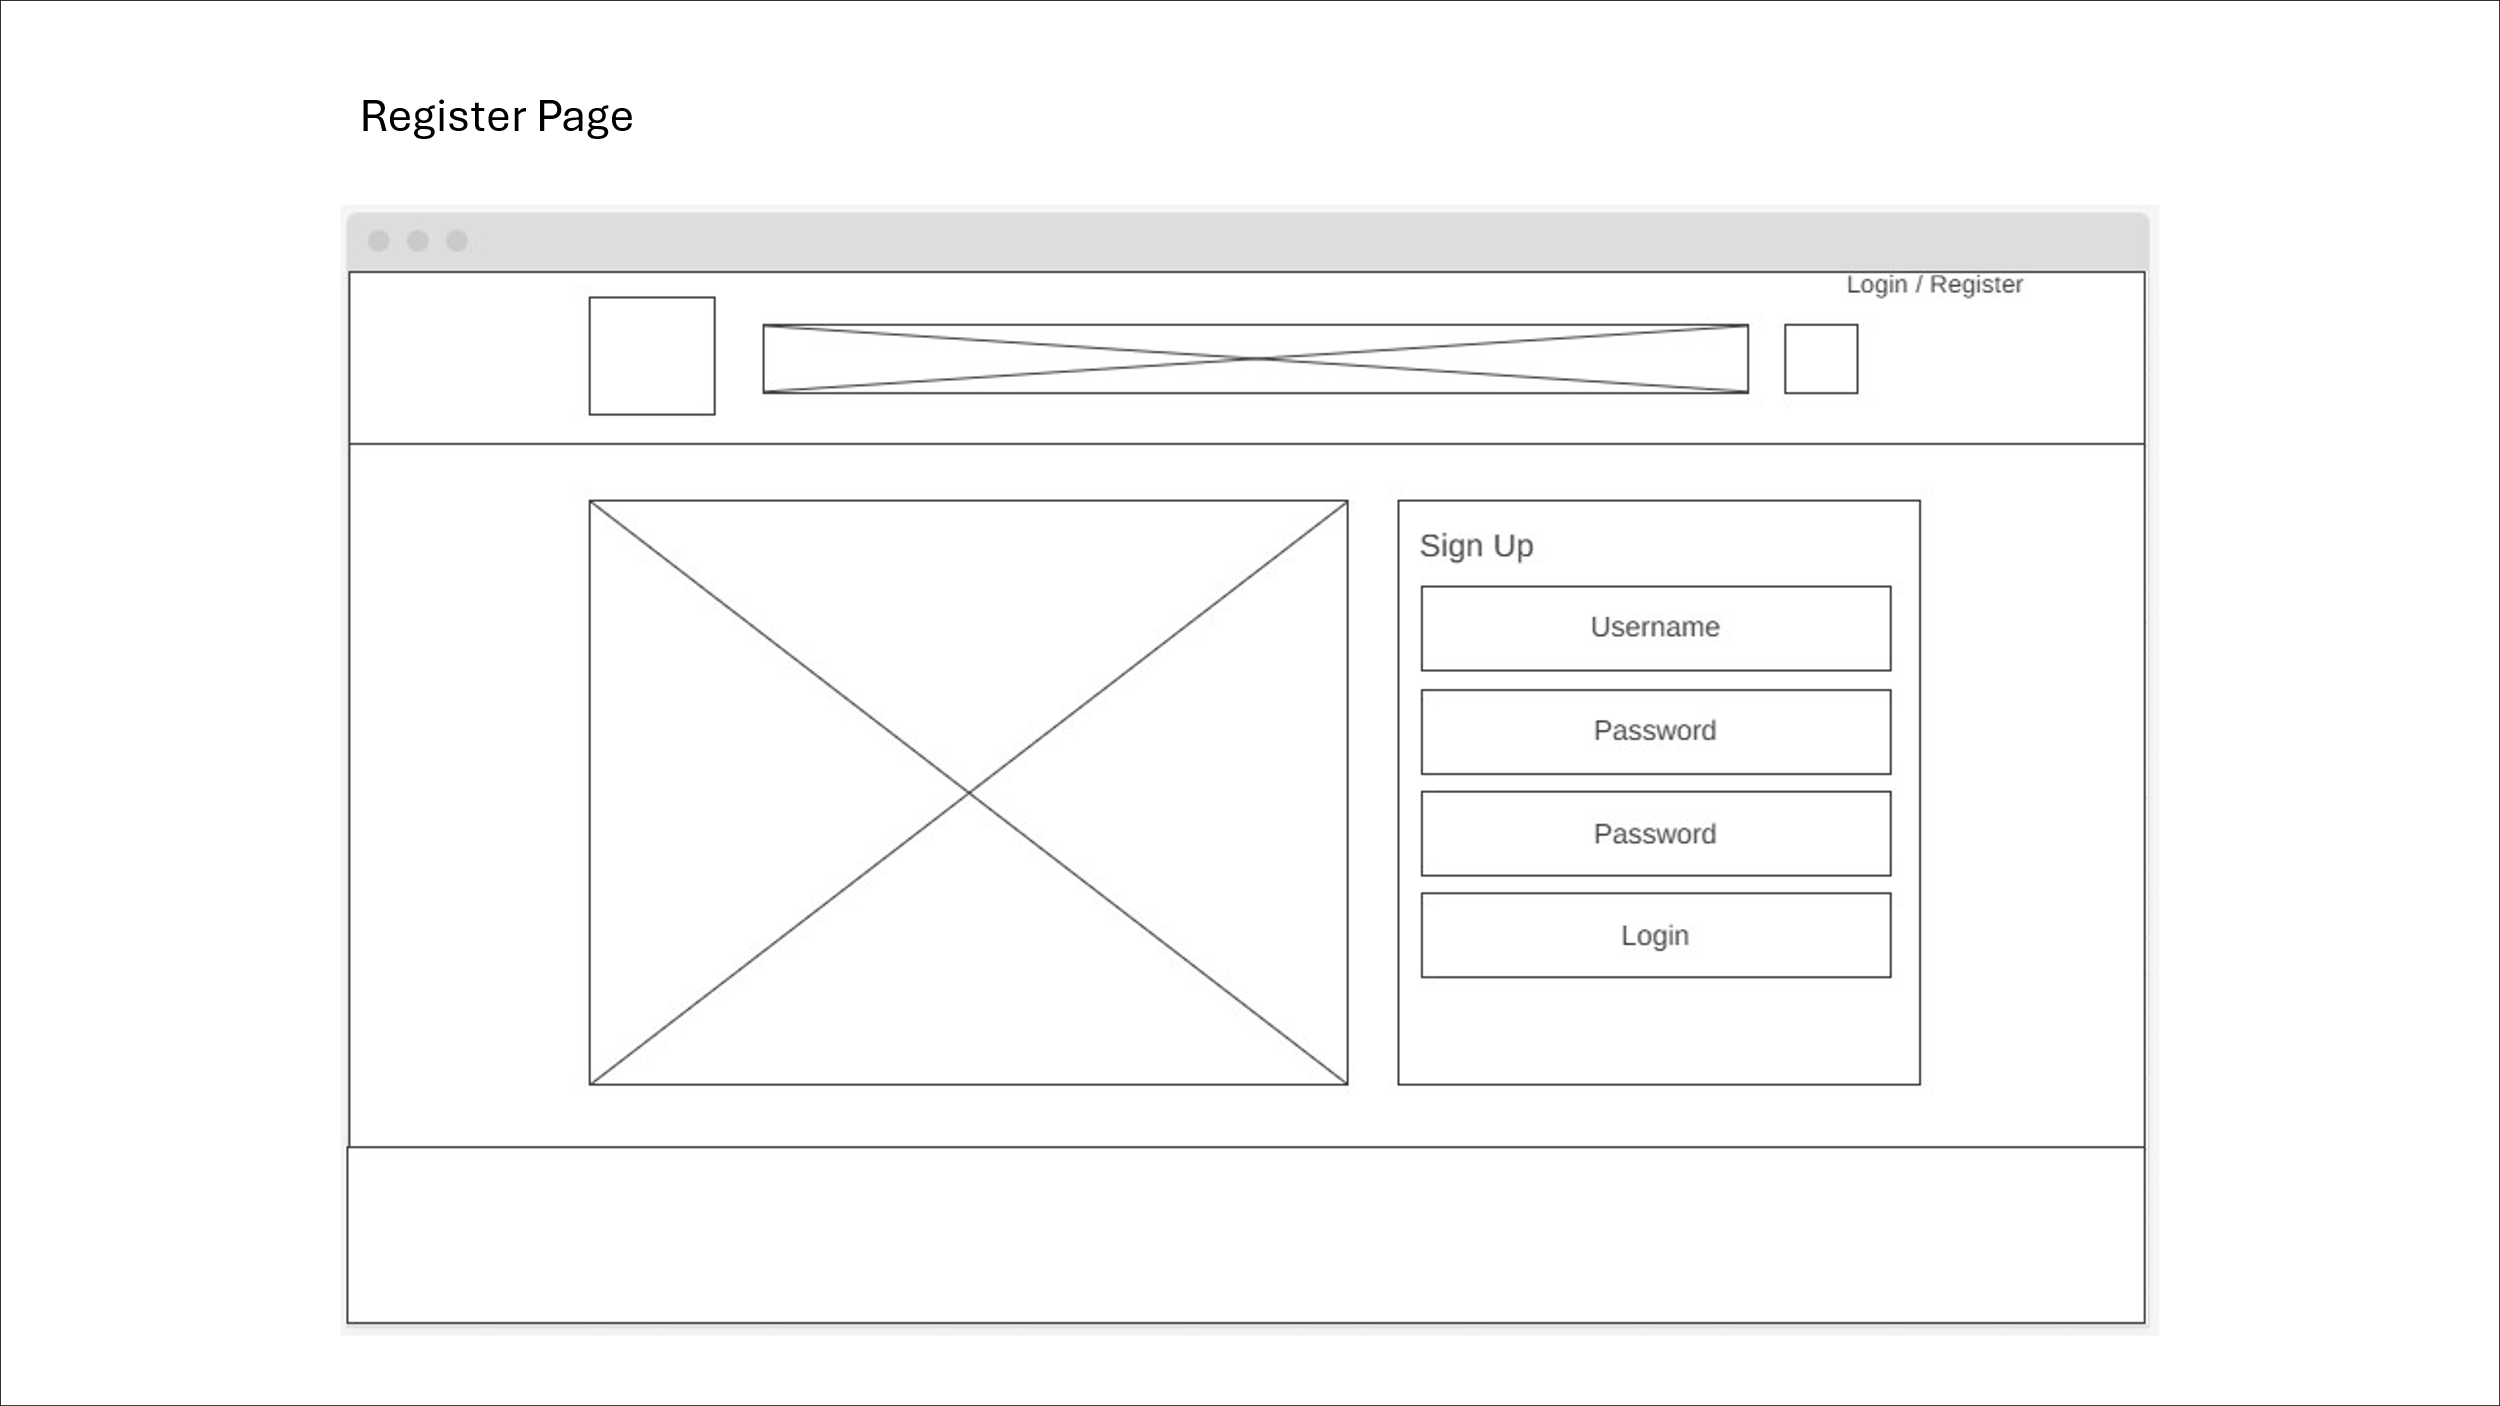 Register Page
Login / Register
Sign Up
Username
Password
Password
Login